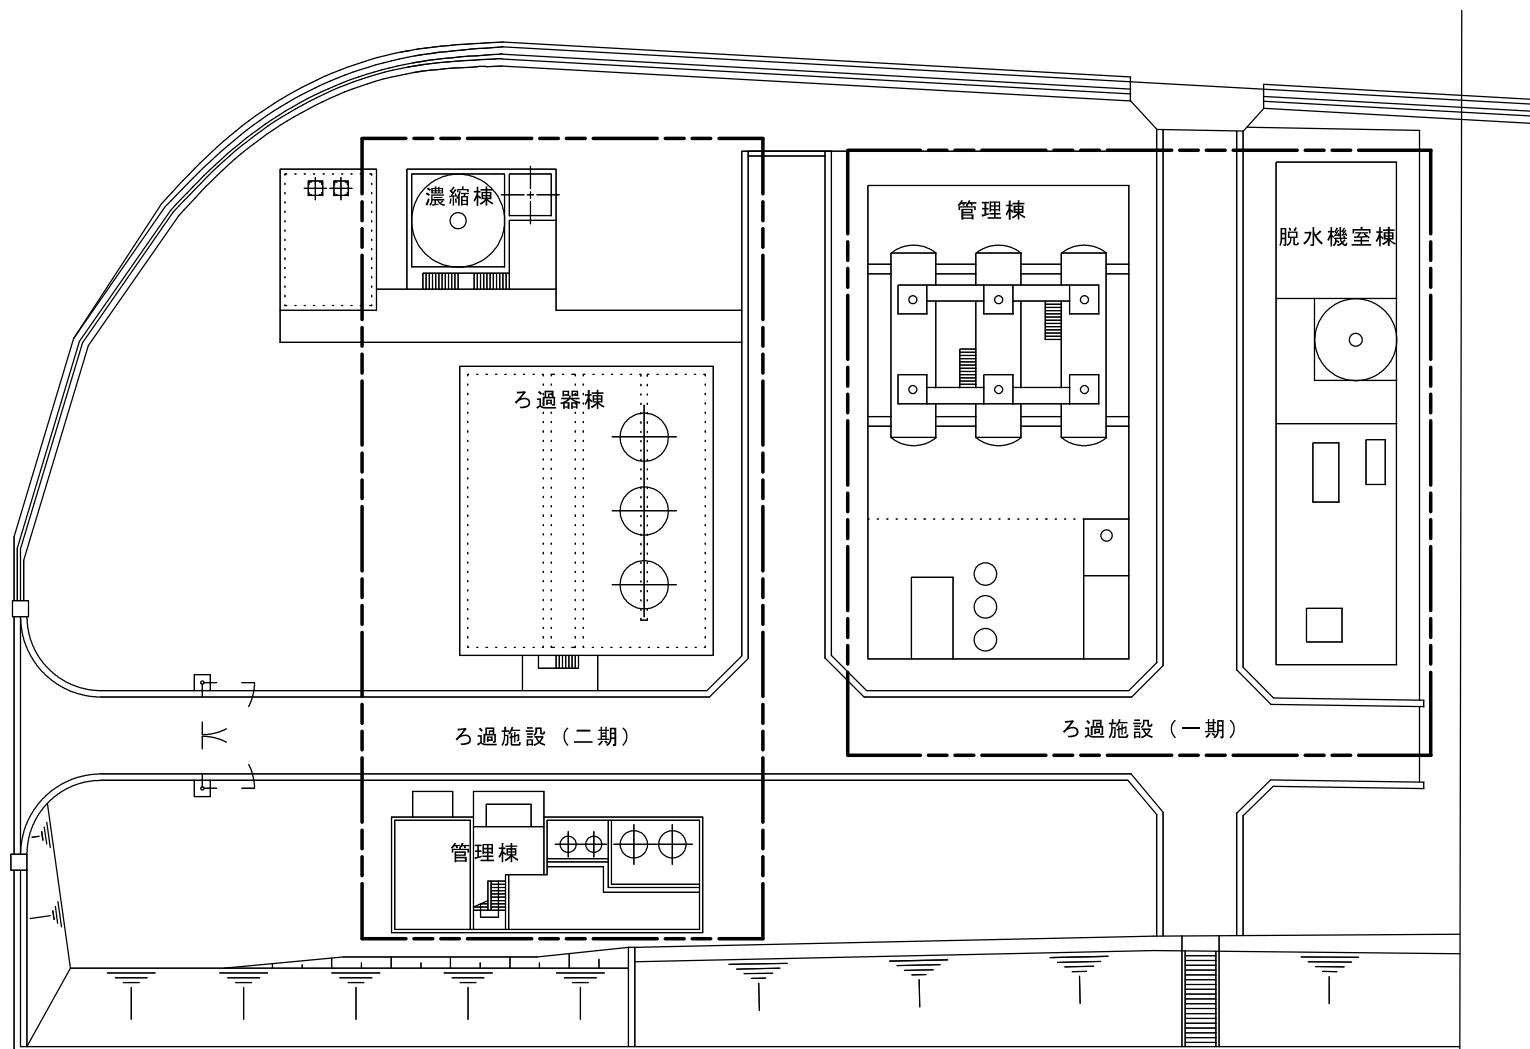 濃縮棟
管理棟
脱水機室棟
ろ過器棟
ろ過施設（二期）
ろ過施設（一期）
管理棟